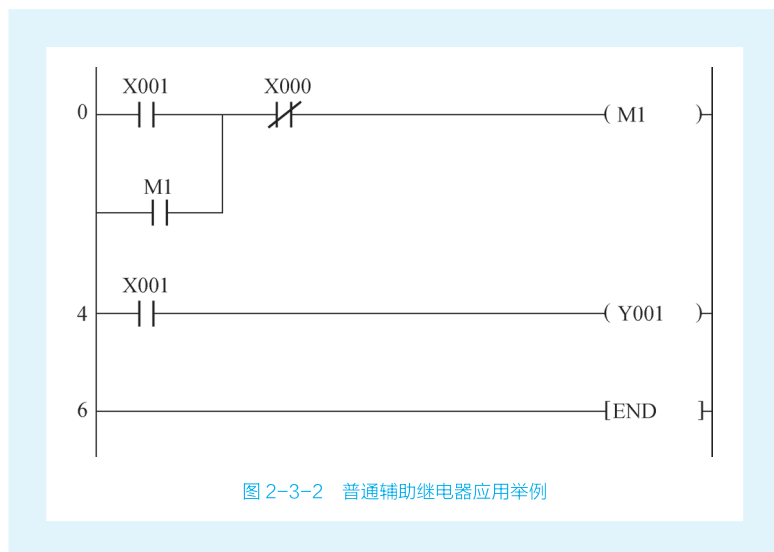 X001 X000
0 ( M1 )
M1
X001
4 ( Y001 )
6 [END ]
图 2-3-2 普通辅助继电器应用举例